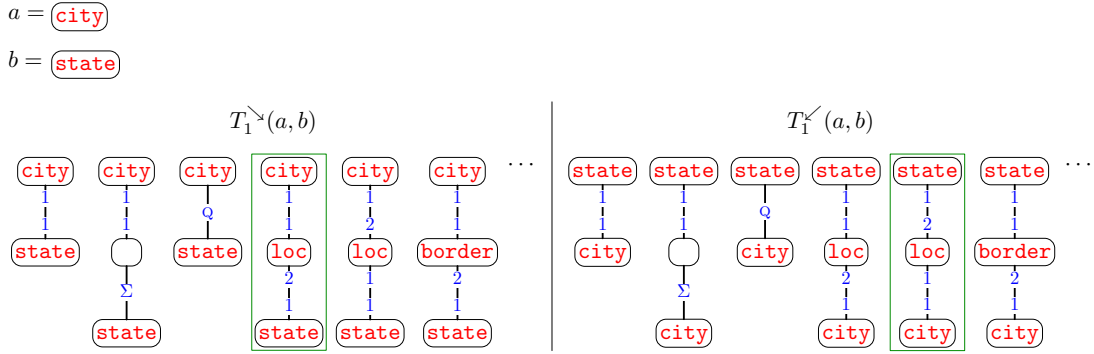 a = city
b = state
T₁↘(a, b) T₁↙(a, b)
city city city city city city ⋯ state state state state state state ⋯
1 1 1 1 1 1 1 1 1 1
Q Q
1 1 1 2 1 1 1 1 2 1
state state loc loc border city city loc loc border
2 1 2 2 1 2
Σ Σ
1 1 1 1 1 1
state state state state city city city city